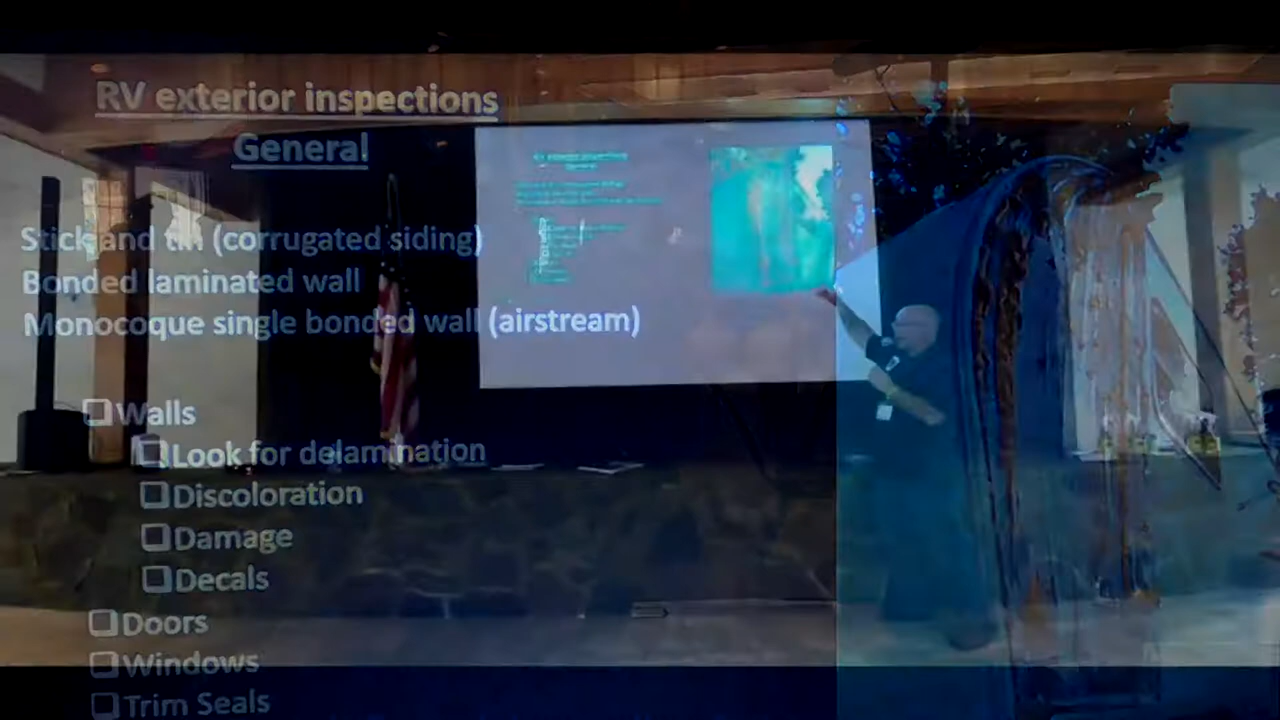 RV exterior inspections
General
Stick and tin (corrugated siding)
Bonded laminated wall
Monocoque single bonded wall (airstream)
Walls
Look for delamination
Discoloration
Damage
Decals
Doors
Windows
Trim Seals